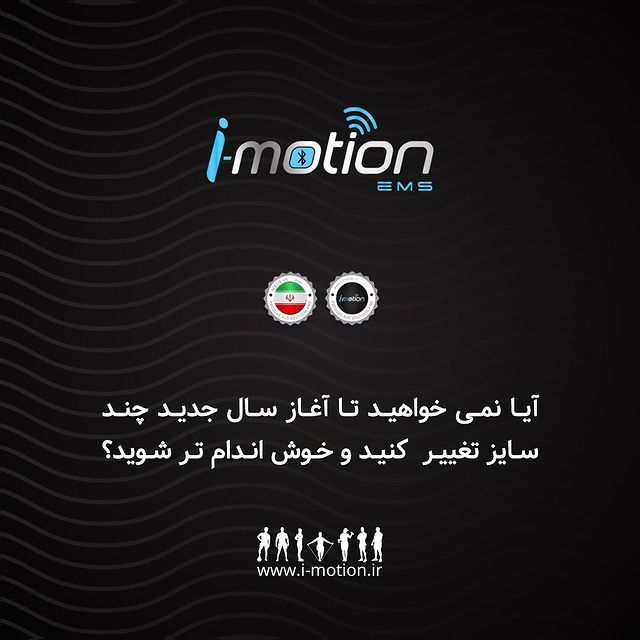 i-motion
EMS
i-motion
آیا نمی خواهید تا آغاز سال جدید چند
سایز تغییر کنید و خوش اندام تر شوید؟
www.i-motion.ir